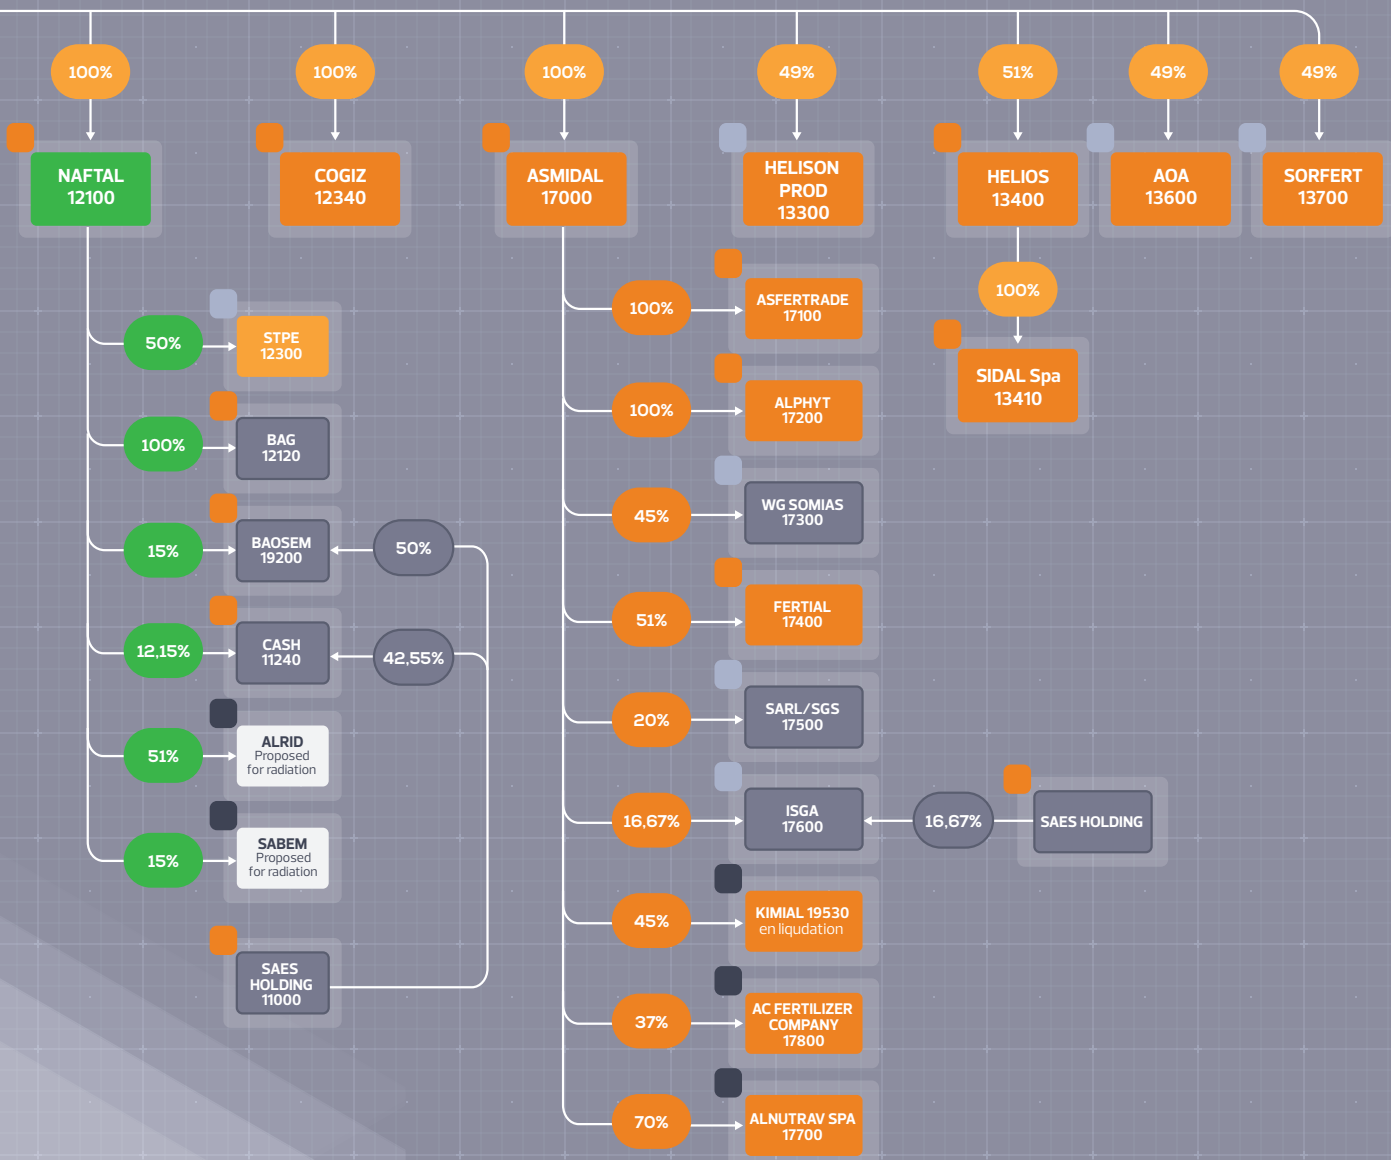 100%
100%
100%
49%
51%
49%
49%
NAFTAL
12100
COGIZ
12340
ASMIDAL
17000
HELISON
PROD
13300
HELIOS
13400
AOA
13600
SORFERT
13700
50%
STPE
12300
100%
BAG
12120
15%
BAOSEM
19200
50%
12,15%
CASH
11240
42,55%
51%
ALRID
Proposed
for radiation
15%
SABEM
Proposed
for radiation
SAES
HOLDING
11000
100%
ASFERTRADE
17100
100%
ALPHYT
17200
45%
WG SOMIAS
17300
51%
FERTIAL
17400
20%
SARL/SGS
17500
16,67%
ISGA
17600
16,67%
SAES HOLDING
45%
KIMIAL 19530
en liqudation
37%
AC FERTILIZER
COMPANY
17800
70%
ALNUTRAV SPA
17700
100%
SIDAL Spa
13410